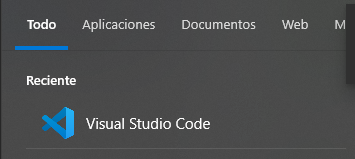 Todo Aplicaciones Documentos Web M
Reciente
Visual Studio Code